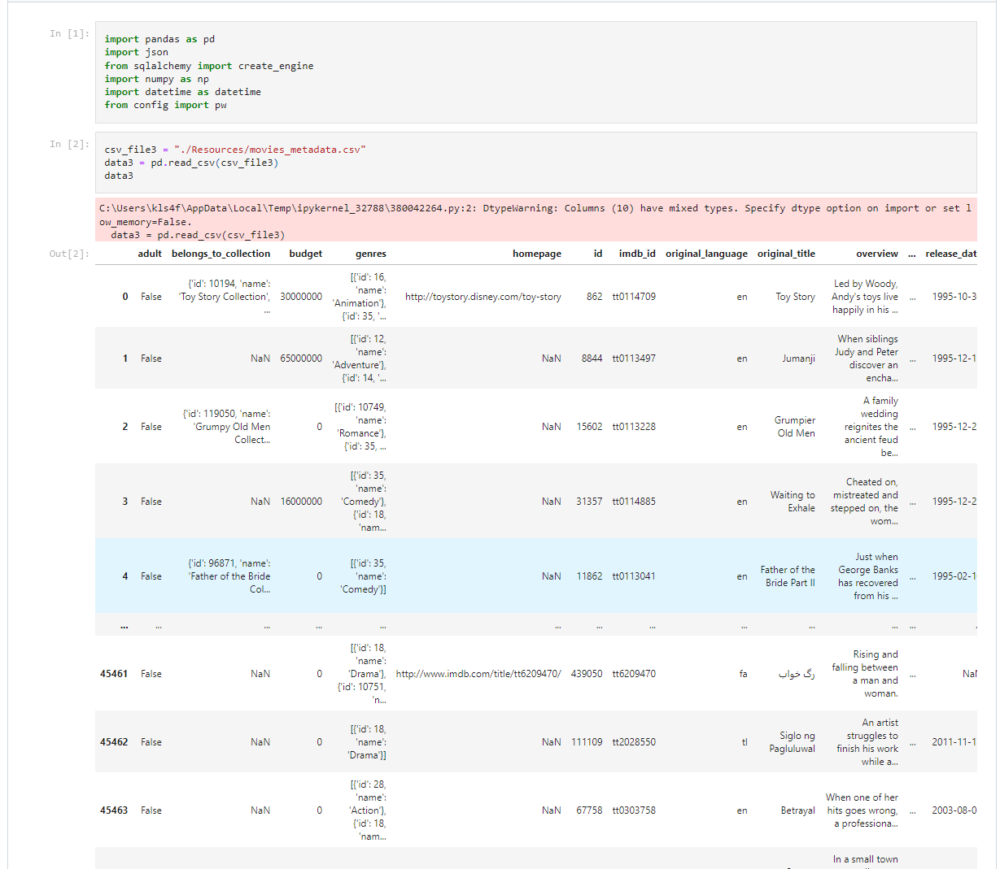 In [1]:
import pandas as pd
import json
from sqlalchemy import create_engine
import numpy as np
import datetime as datetime
from config import pw
In [2]:
csv_file3 = "./Resources/movies_metadata.csv"
data3 = pd.read_csv(csv_file3)
data3
C:\Users\kls4f\AppData\Local\Temp\ipykernel_32788\380042264.py:2: DtypeWarning: Columns (10) have mixed types. Specify dtype option on import or set l
ow_memory=False.
data3 = pd.read_csv(csv_file3)
Out[2]:
adult belongs_to_collection budget genres homepage id imdb_id original_language original_title overview ... release_dat
0 False {'id': 10194, 'name': 'Toy Story Collection', ... 30000000 [{'id': 16, 'name': 'Animation'}, {'id': 35, '... http://toystory.disney.com/toy-story 862 tt0114709 en Toy Story Led by Woody, Andy's toys live happily in his ... ... 1995-10-3
1 False NaN 65000000 [{'id': 12, 'name': 'Adventure'}, {'id': 14, '... NaN 8844 tt0113497 en Jumanji When siblings Judy and Peter discover an encha... ... 1995-12-1
2 False {'id': 119050, 'name': 'Grumpy Old Men Collect... 0 [{'id': 10749, 'name': 'Romance'}, {'id': 35, ... NaN 15602 tt0113228 en Grumpier Old Men A family wedding reignites the ancient feud be... ... 1995-12-2
3 False NaN 16000000 [{'id': 35, 'name': 'Comedy'}, {'id': 18, 'nam... NaN 31357 tt0114885 en Waiting to Exhale Cheated on, mistreated and stepped on, the wom... ... 1995-12-2
4 False {'id': 96871, 'name': 'Father of the Bride Col... 0 [{'id': 35, 'name': 'Comedy'}] NaN 11862 tt0113041 en Father of the Bride Part II Just when George Banks has recovered from his ... ... 1995-02-1
... ... ... ... ... ... ... ... ... ... ... ...
45461 False NaN 0 [{'id': 18, 'name': 'Drama'}, {'id': 10751, 'n... http://www.imdb.com/title/tt6209470/ 439050 tt6209470 fa رگ خواب Rising and falling between a man and woman. ... NaN
45462 False NaN 0 [{'id': 18, 'name': 'Drama'}] NaN 111109 tt2028550 tl Siglo ng Pagluluwal An artist struggles to finish his work while a... ... 2011-11-1
45463 False NaN 0 [{'id': 28, 'name': 'Action'}, {'id': 18, 'nam... NaN 67758 tt0303758 en Betrayal When one of her hits goes wrong, a professiona... ... 2003-08-0
In a small town